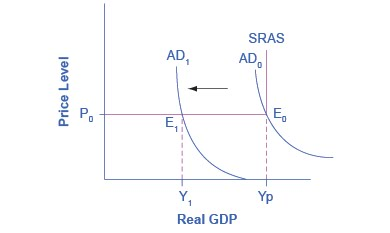 SRAS
AD₁
AD₀
Price Level
P₀
E₁
E₀
Y₁
Yp
Real GDP